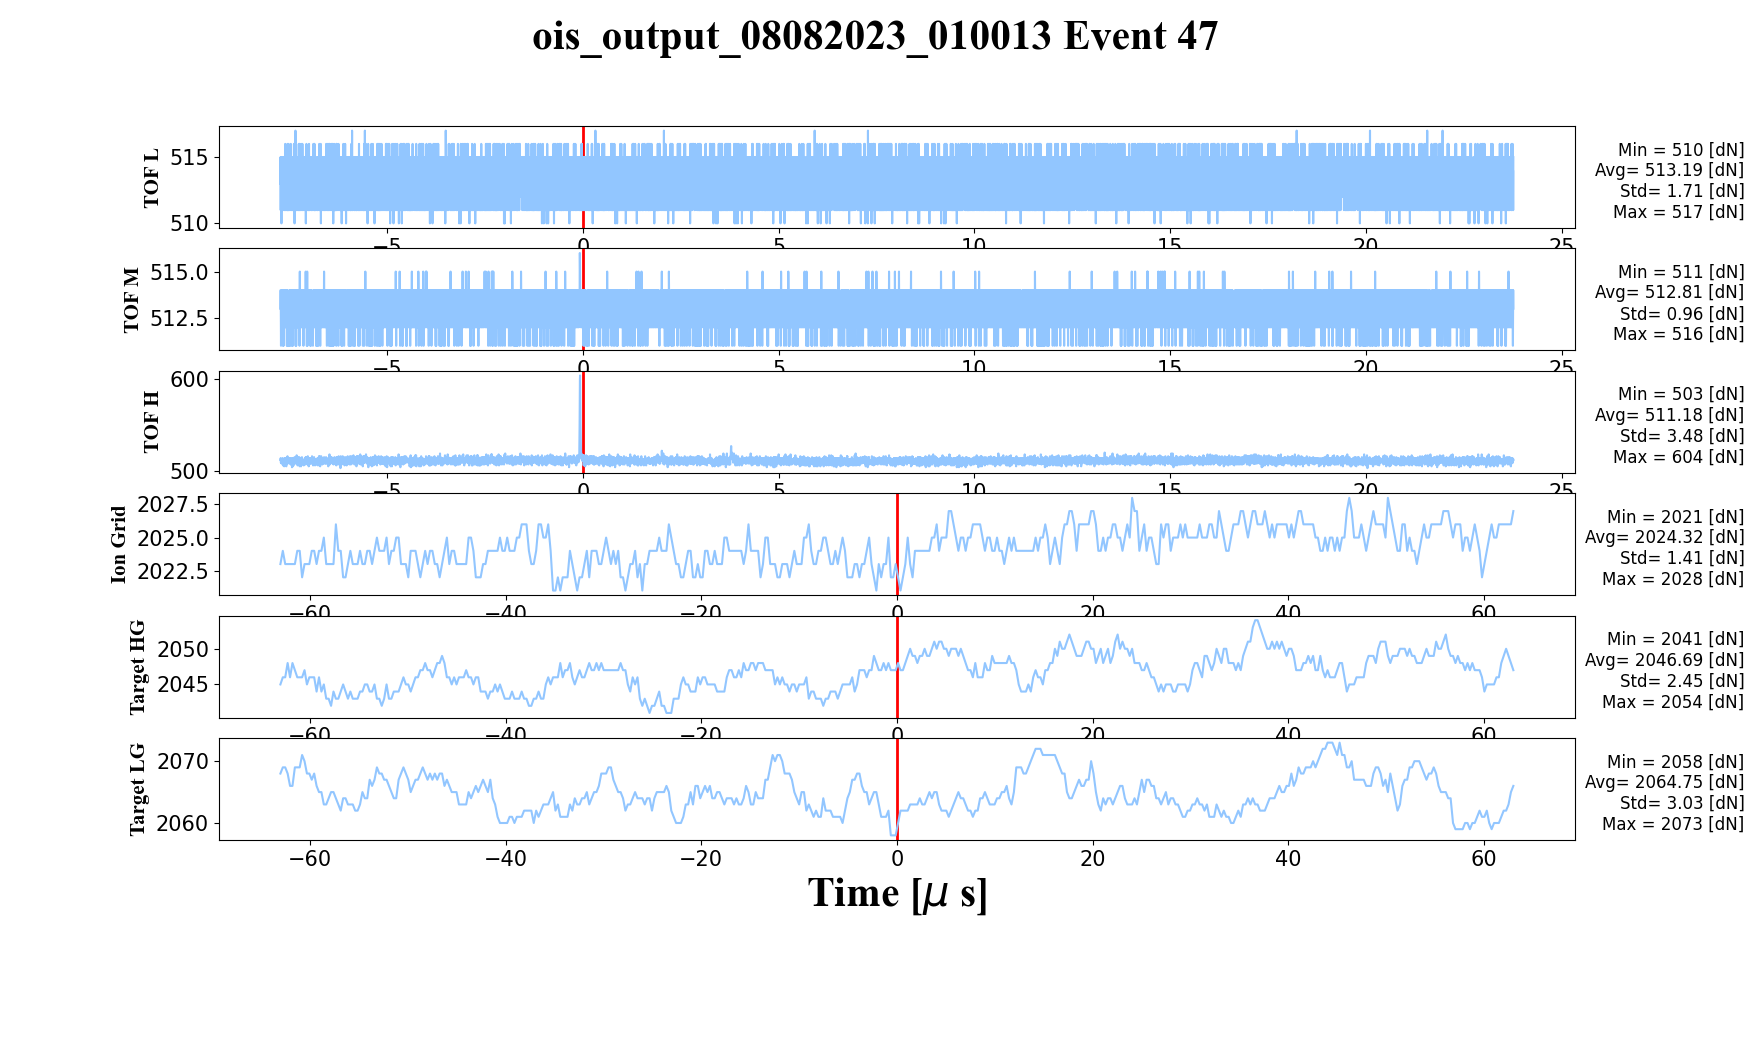 ois_output_08082023_010013 Event 47
TOF L
515
510
−5 0 5 10 15 20 25
Min = 510 [dN]
Avg= 513.19 [dN]
Std= 1.71 [dN]
Max = 517 [dN]
TOF M
515.0
512.5
−5 0 5 10 15 20 25
Min = 511 [dN]
Avg= 512.81 [dN]
Std= 0.96 [dN]
Max = 516 [dN]
TOF H
600
500
−5 0 5 10 15 20 25
Min = 503 [dN]
Avg= 511.18 [dN]
Std= 3.48 [dN]
Max = 604 [dN]
Ion Grid
2027.5
2025.0
2022.5
−60 −40 −20 0 20 40 60
Min = 2021 [dN]
Avg= 2024.32 [dN]
Std= 1.41 [dN]
Max = 2028 [dN]
Target HG
2050
2045
−60 −40 −20 0 20 40 60
Min = 2041 [dN]
Avg= 2046.69 [dN]
Std= 2.45 [dN]
Max = 2054 [dN]
Target LG
2070
2060
−60 −40 −20 0 20 40 60
Min = 2058 [dN]
Avg= 2064.75 [dN]
Std= 3.03 [dN]
Max = 2073 [dN]
Time [μ s]